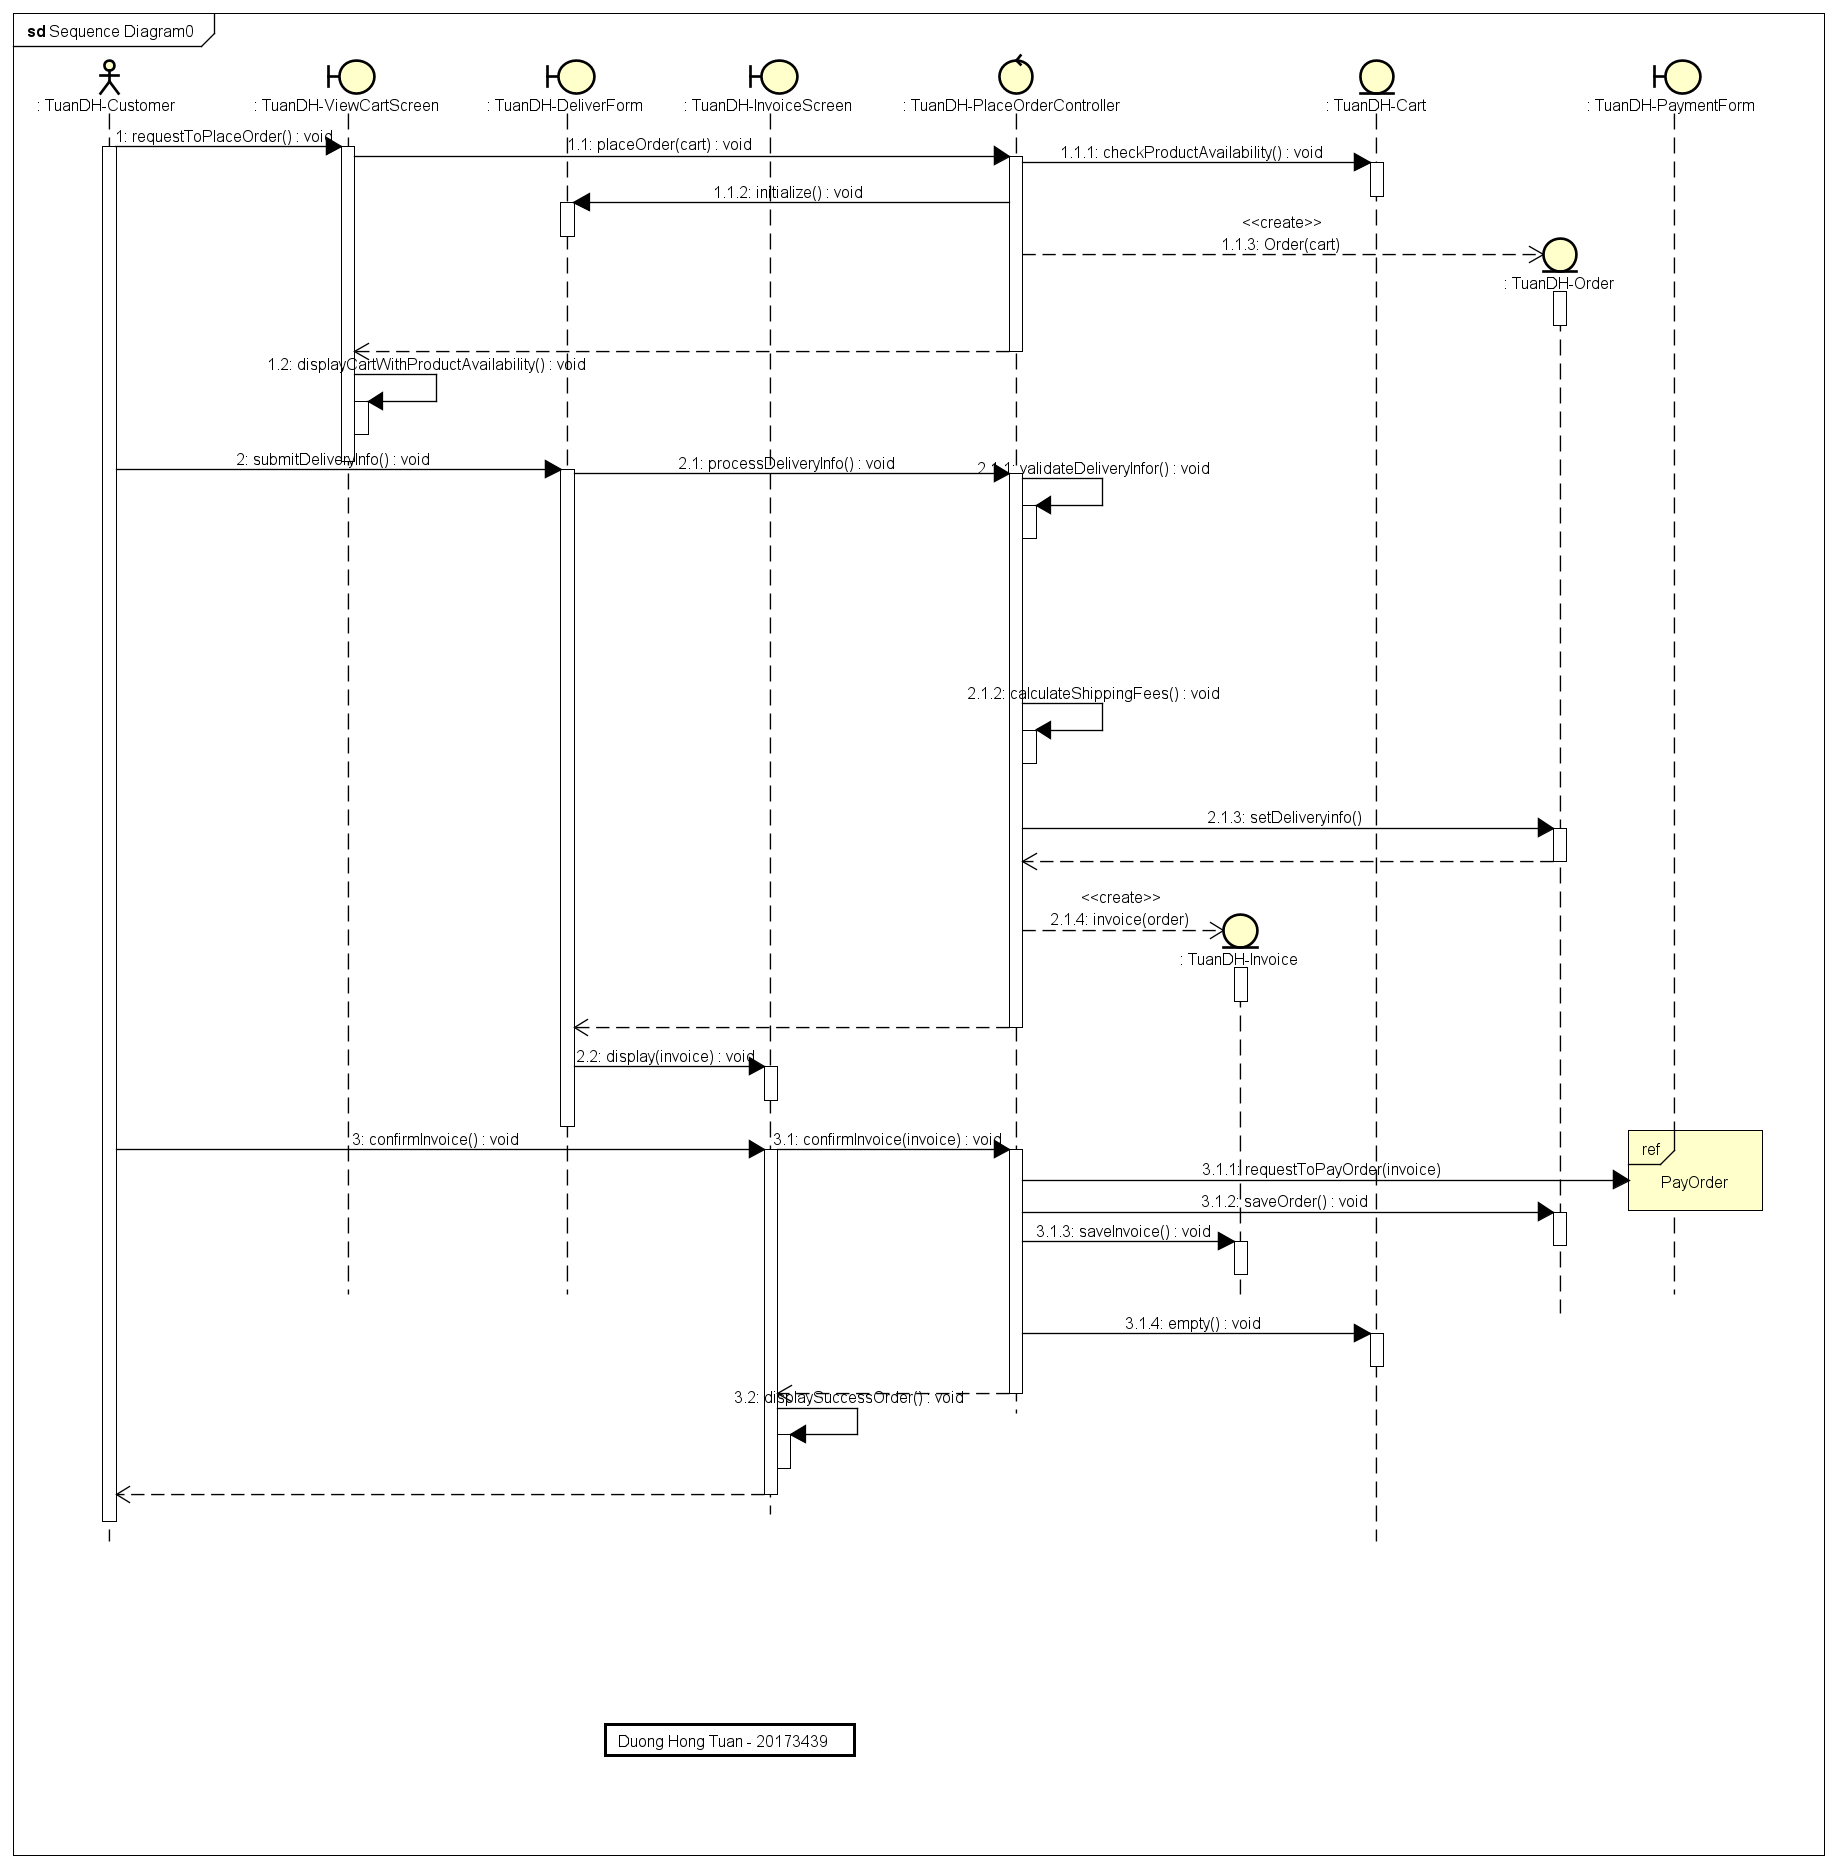 sd Sequence Diagram0
: TuanDH-Customer
: TuanDH-ViewCartScreen
: TuanDH-DeliverForm
: TuanDH-InvoiceScreen
: TuanDH-PlaceOrderController
: TuanDH-Cart
: TuanDH-PaymentForm
1: requestToPlaceOrder() : void
1.1: placeOrder(cart) : void
1.1.1: checkProductAvailability() : void
1.1.2: initialize() : void
<<create>>
1.1.3: Order(cart)
: TuanDH-Order
1.2: displayCartWithProductAvailability() : void
2: submitDeliveryInfo() : void
2.1: processDeliveryInfo() : void
2.1.1: validateDeliveryInfor() : void
2.1.2: calculateShippingFees() : void
2.1.3: setDeliveryinfo()
<<create>>
2.1.4: invoice(order)
: TuanDH-Invoice
2.2: display(invoice) : void
3: confirmInvoice() : void
3.1: confirmInvoice(invoice) : void
ref
3.1.1: requestToPayOrder(invoice)
PayOrder
3.1.2: saveOrder() : void
3.1.3: saveInvoice() : void
3.1.4: empty() : void
3.2: displaySuccessOrder() : void
Duong Hong Tuan - 20173439